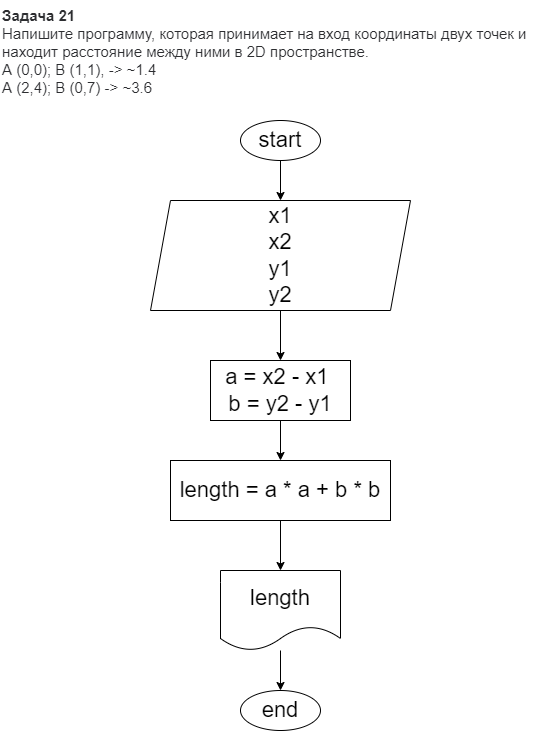 Задача 21
Напишите программу, которая принимает на вход координаты двух точек и
находит расстояние между ними в 2D пространстве.
A (0,0); B (1,1), -> ~1.4
A (2,4); B (0,7) -> ~3.6
start
x1
x2
y1
y2
a = x2 - x1
b = y2 - y1
length = a * a + b * b
length
end